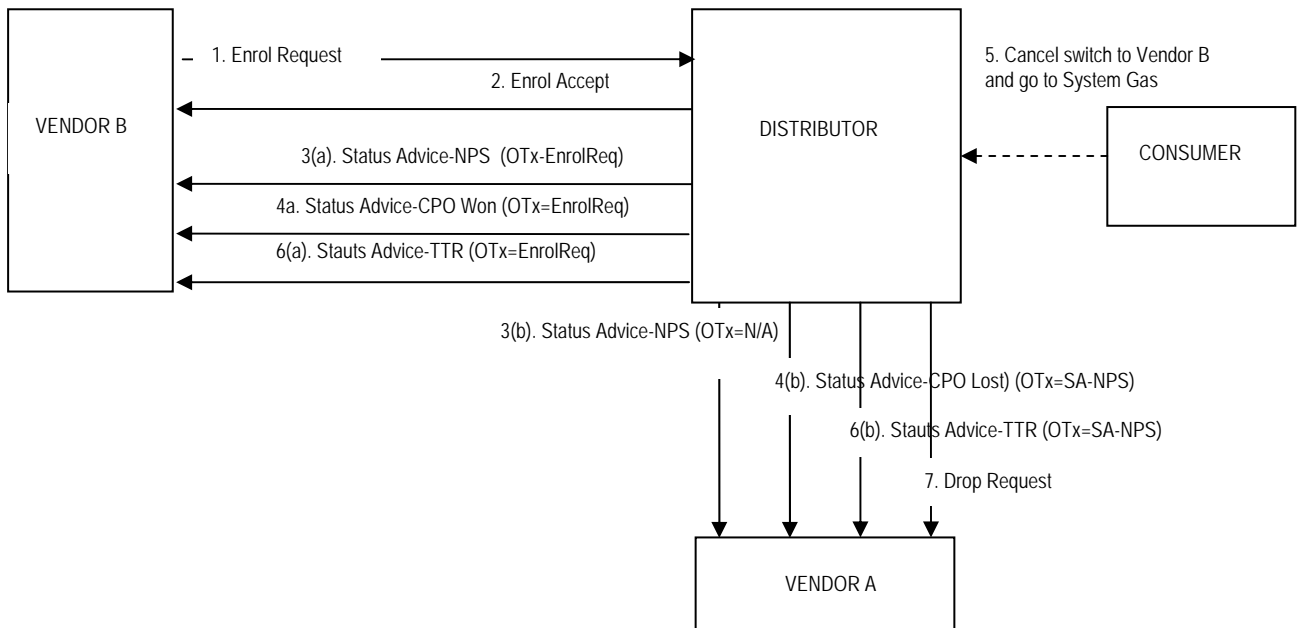 1. Enrol Request
5. Cancel switch to Vendor B
and go to System Gas
2. Enrol Accept
VENDOR B
DISTRIBUTOR
CONSUMER
3(a). Status Advice-NPS (OTx-EnrolReq)
4a. Status Advice-CPO Won (OTx=EnrolReq)
6(a). Stauts Advice-TTR (OTx=EnrolReq)
3(b). Status Advice-NPS (OTx=N/A)
4(b). Status Advice-CPO Lost) (OTx=SA-NPS)
6(b). Stauts Advice-TTR (OTx=SA-NPS)
7. Drop Request
VENDOR A